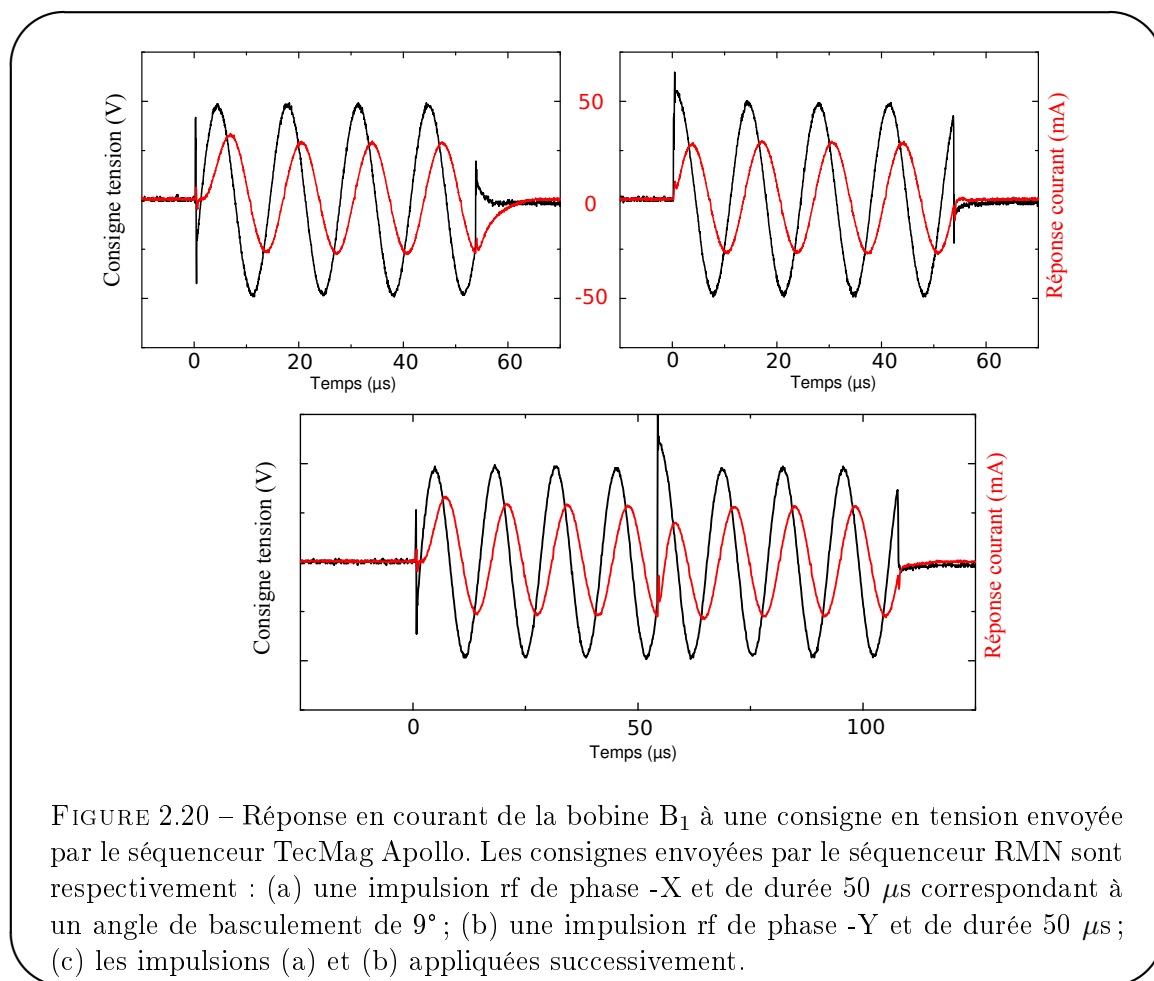 Consigne tension (V)
50
0
-50
Réponse courant (mA)
0 20 40 60
Temps (µs)
0 20 40 60
Temps (µs)
Consigne tension (V)
Réponse courant (mA)
0 50 100
Temps (µs)
FIGURE 2.20 – Réponse en courant de la bobine B₁ à une consigne en tension envoyée
par le séquenceur TecMag Apollo. Les consignes envoyées par le séquenceur RMN sont
respectivement : (a) une impulsion rf de phase -X et de durée 50 µs correspondant à
un angle de basculement de 9° ; (b) une impulsion rf de phase -Y et de durée 50 µs ;
(c) les impulsions (a) et (b) appliquées successivement.